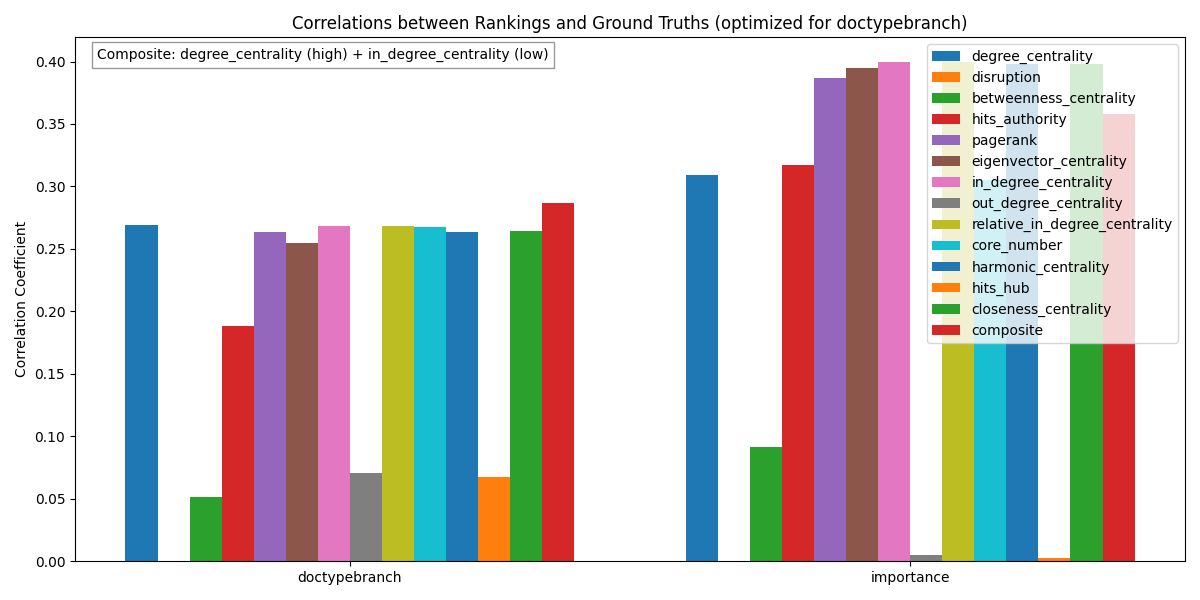 Correlations between Rankings and Ground Truths (optimized for doctypebranch)
Composite: degree_centrality (high) + in_degree_centrality (low)
degree_centrality
disruption
betweenness_centrality
hits_authority
pagerank
eigenvector_centrality
in_degree_centrality
out_degree_centrality
relative_in_degree_centrality
core_number
harmonic_centrality
hits_hub
closeness_centrality
composite
Correlation Coefficient
0.40
0.35
0.30
0.25
0.20
0.15
0.10
0.05
0.00
doctypebranch
importance